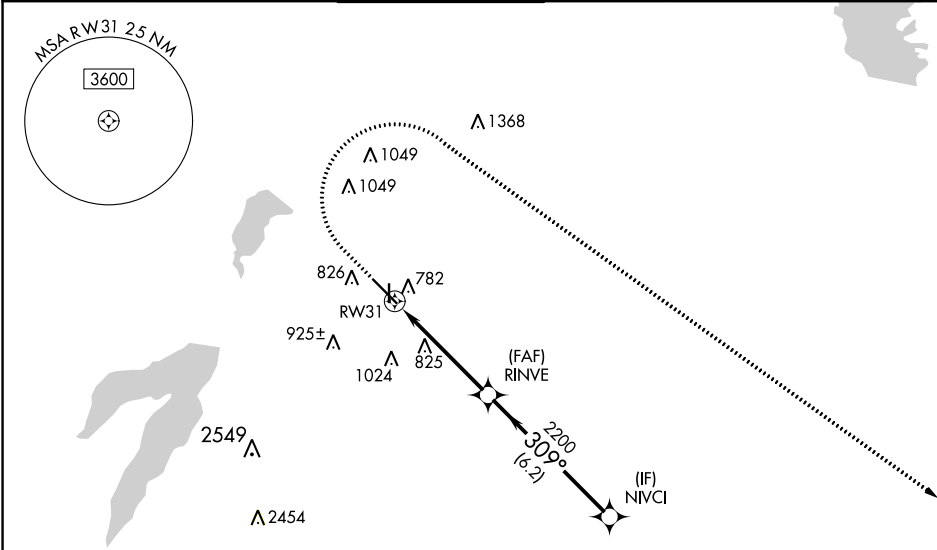 MSA RW31 25 NM
3600
1368
1049
1049
826
782
RW31
925±
825
1024
(FAF)
RINVE
2200
309°
(6.2)
2549
(IF)
NIVCI
2454